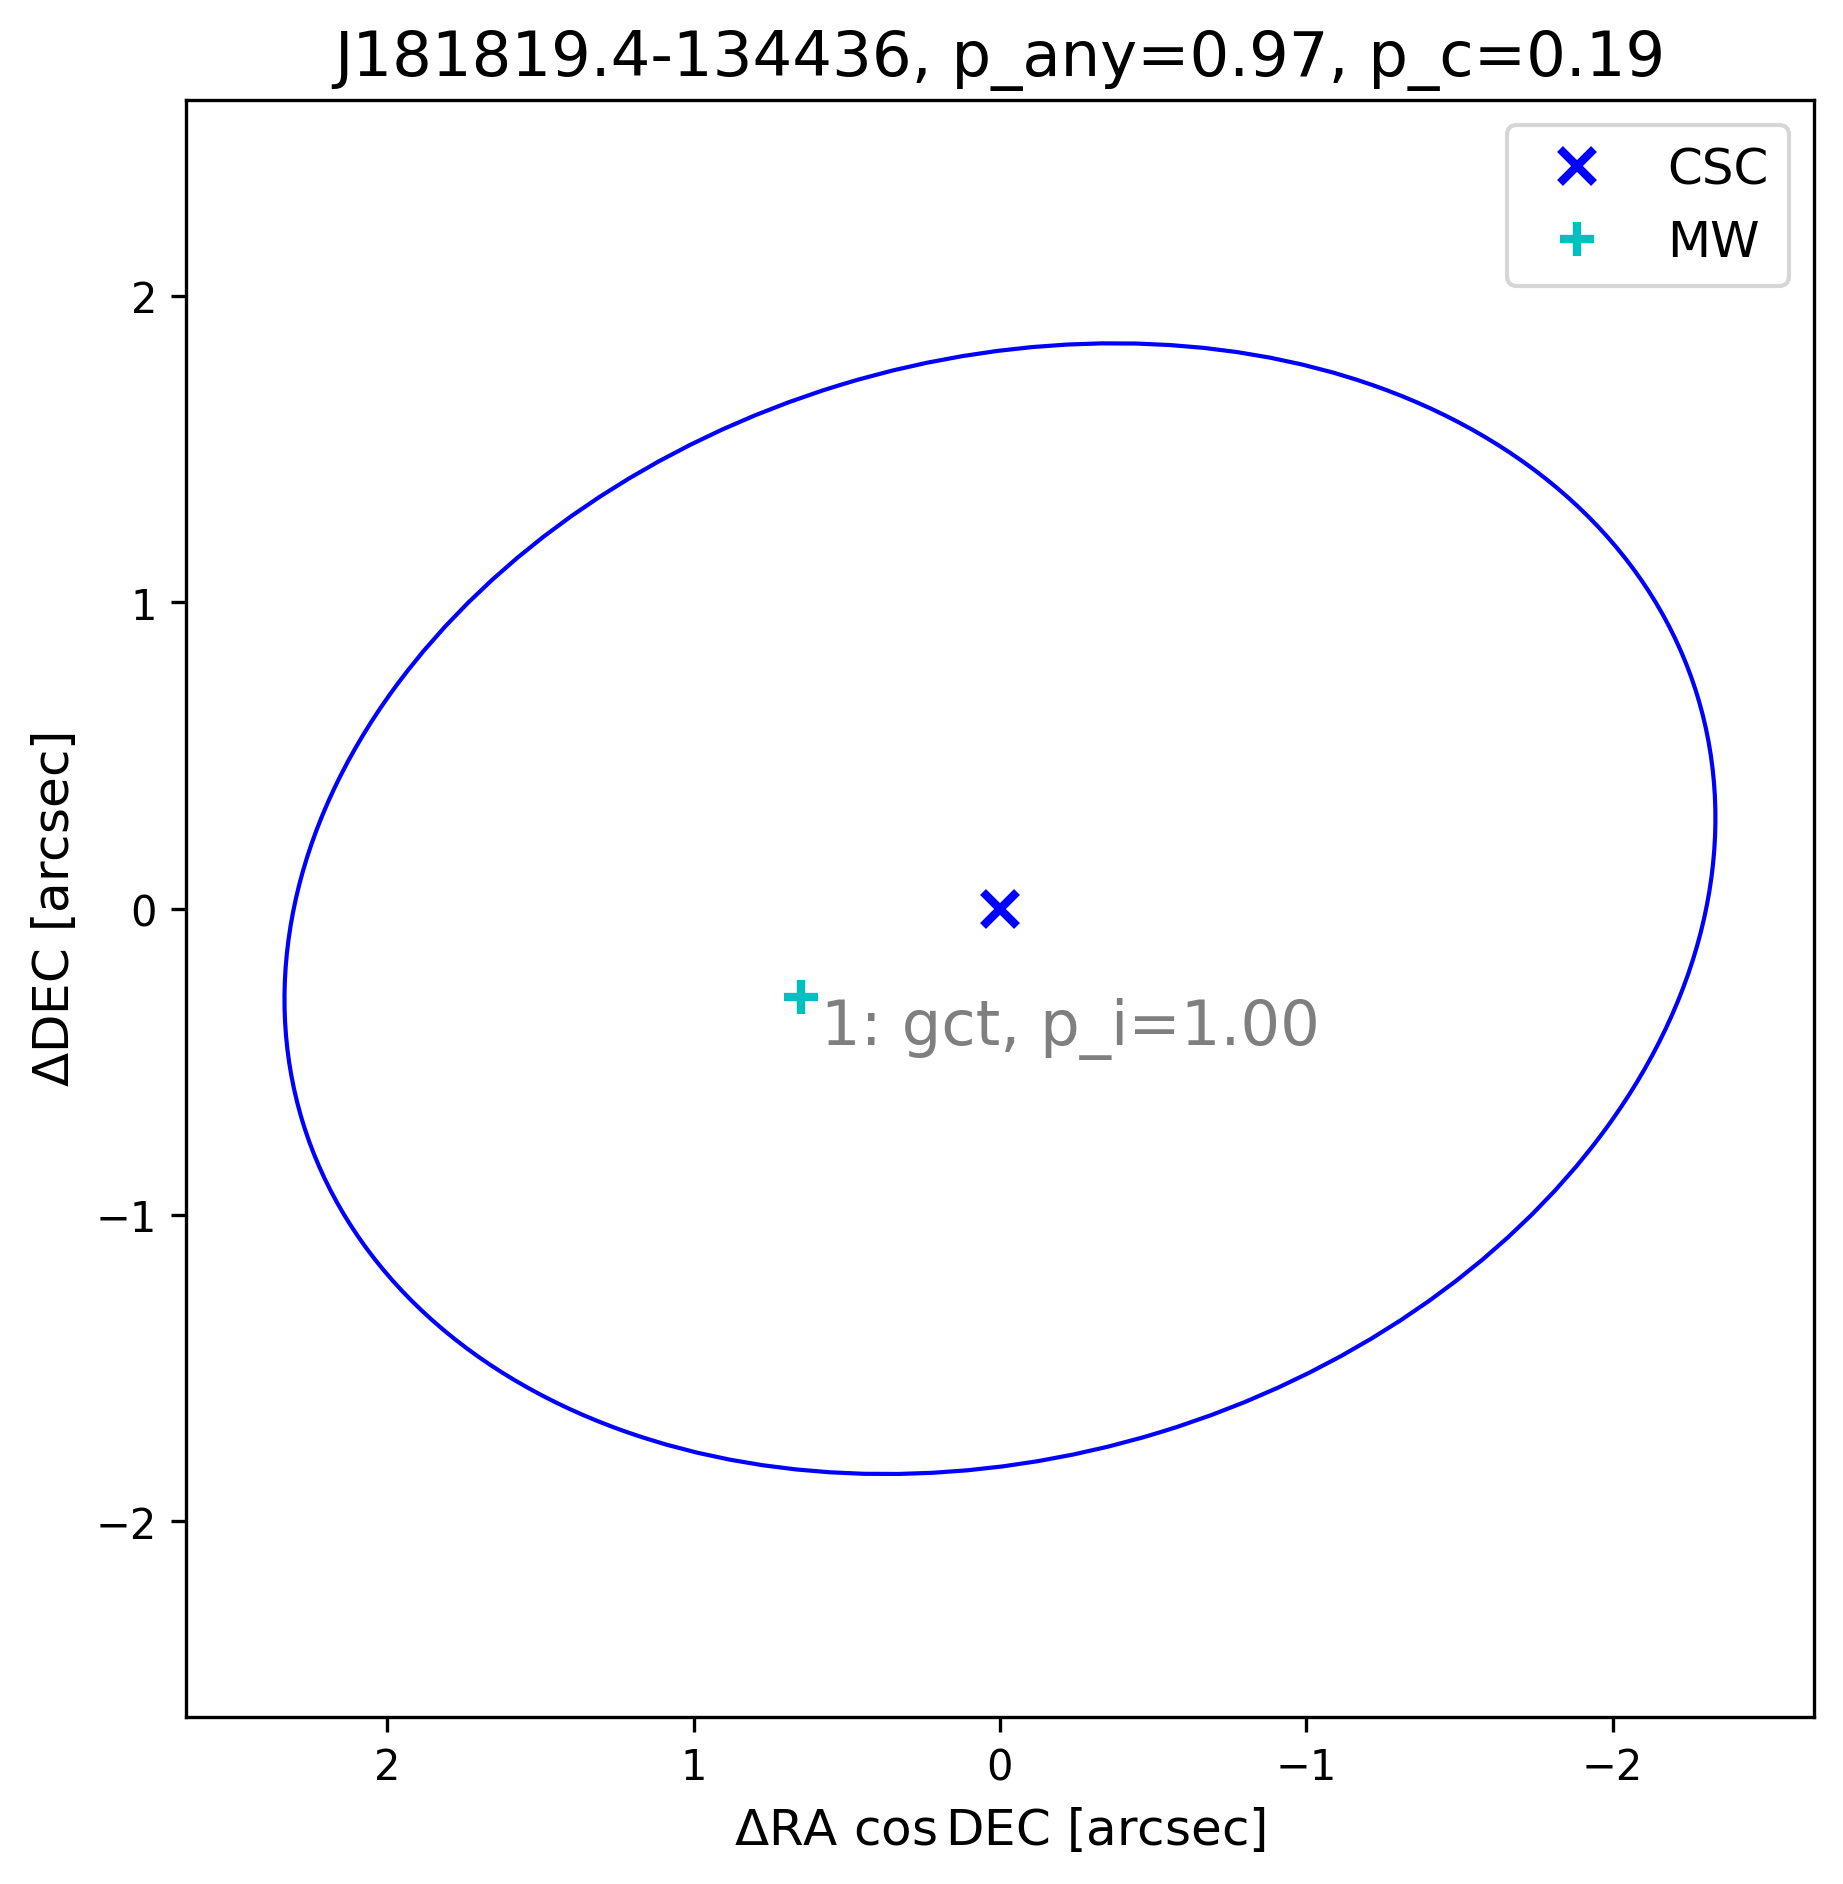 J181819.4-134436, p_any=0.97, p_c=0.19
CSC
MW
2
1
0
−1
−2
ΔDEC [arcsec]
1: gct, p_i=1.00
2
1
0
−1
−2
ΔRA cos DEC [arcsec]